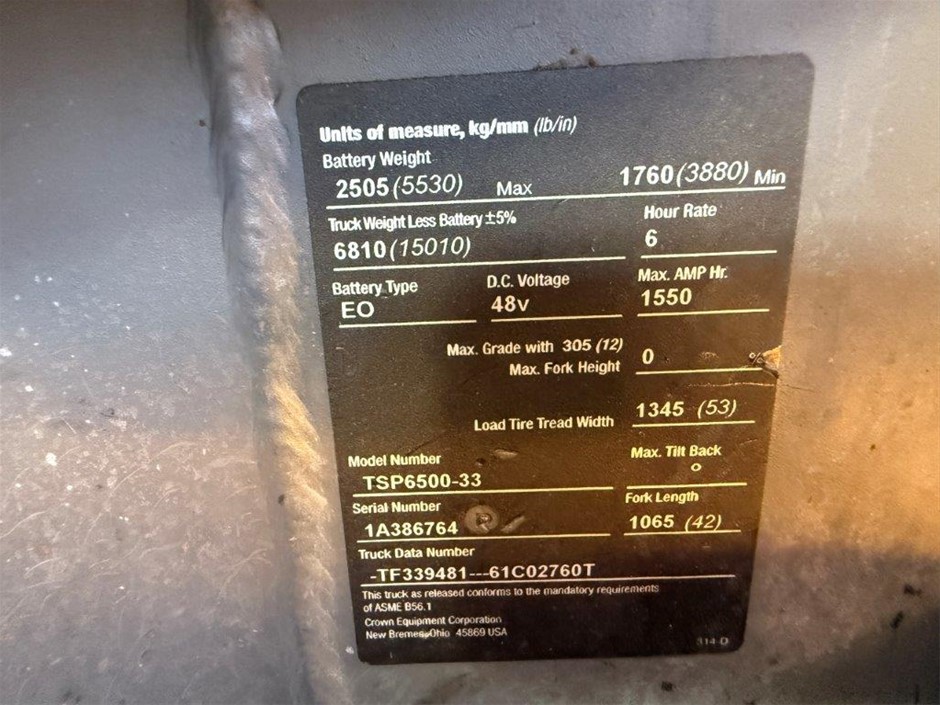 Units of measure, kg/mm (lb/in)
Battery Weight
2505 (5530) Max 1760 (3880) Min
Truck Weight Less Battery ±5% Hour Rate
6810 (15010) 6
Battery Type D.C. Voltage Max. AMP Hr.
EO 48v 1550
Max. Grade with 305 (12)
Max. Fork Height 0 %
Load Tire Tread Width 1345 (53)
Model Number Max. Tilt Back
TSP6500-33 °
Serial Number Fork Length
1A386764 1065 (42)
Truck Data Number
-TF339481---61C02760T
This truck as released conforms to the mandatory requirements
of ASME B56.1
Crown Equipment Corporation
New Bremen, Ohio 45869 USA
814-D